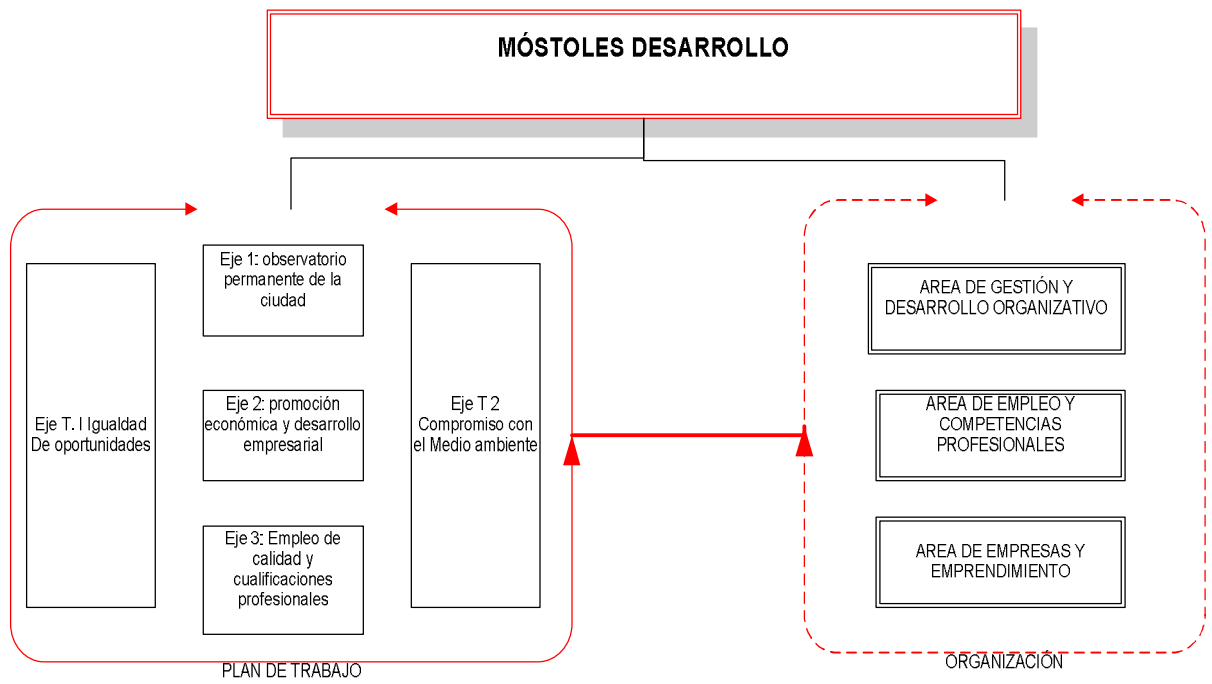 MÓSTOLES DESARROLLO
Eje T. I Igualdad
De oportunidades
Eje 1: observatorio
permanente de la
ciudad
Eje 2: promoción
económica y desarrollo
empresarial
Eje 3: Empleo de
calidad y
cualificaciones
profesionales
Eje T 2
Compromiso con
el Medio ambiente
PLAN DE TRABAJO
AREA DE GESTIÓN Y
DESARROLLO ORGANIZATIVO
AREA DE EMPLEO Y
COMPETENCIAS
PROFESIONALES
AREA DE EMPRESAS Y
EMPRENDIMIENTO
ORGANIZACIÓN